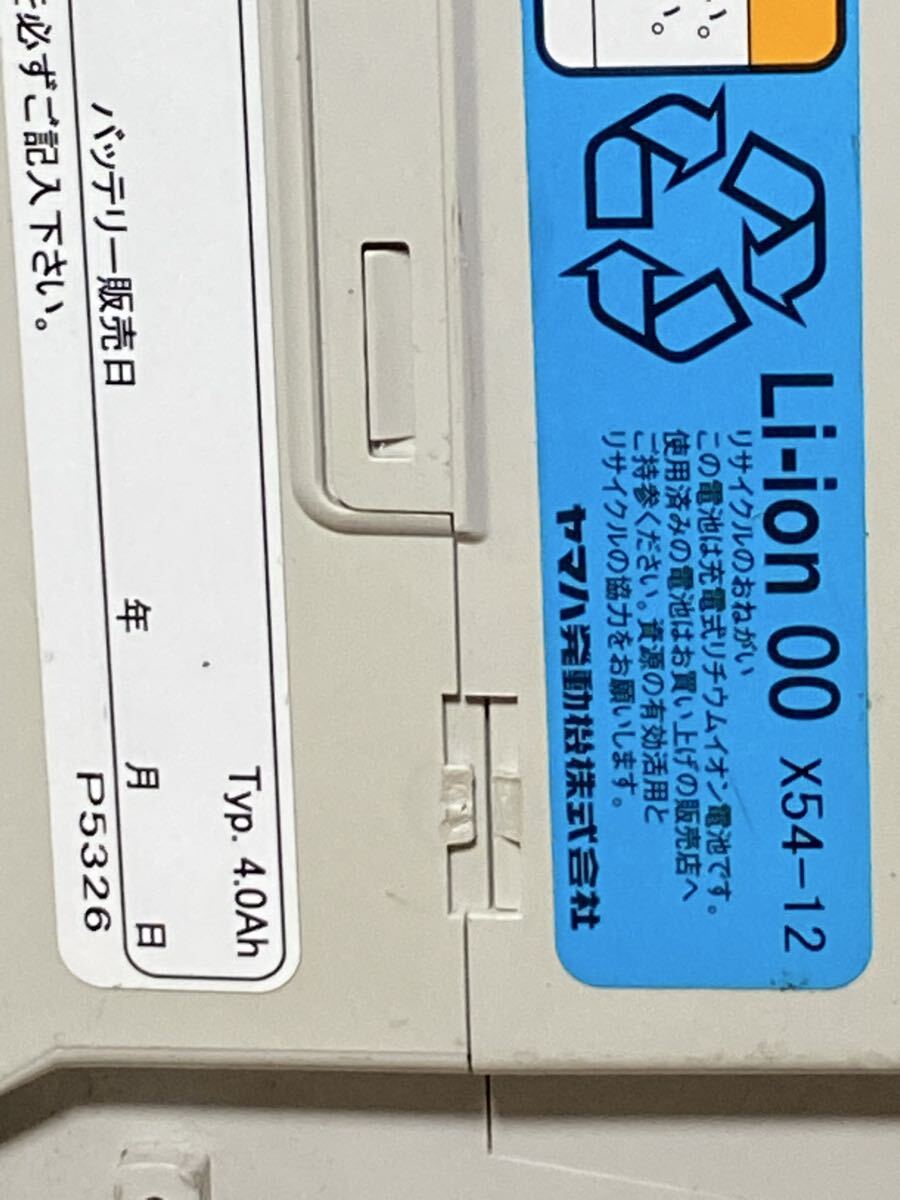 を必ずご記入下さい。
バッテリー販売日 年 月 日
Typ. 4.0Ah
P5326
い。
い。
Li-ion 00 X54-12
リサイクルのおねがい
この電池は充電式リチウムイオン電池です。
使用済みの電池はお買い上げの販売店へ
ご持参ください。資源の有効活用と
リサイクルの協力をお願いします。
ヤマハ発動機株式会社